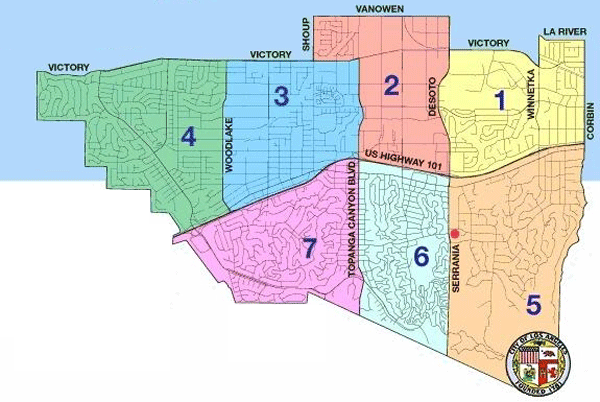 VANOWEN
SHOUP
LA RIVER
VICTORY
VICTORY
VICTORY
2
DESOTO
1
WINNETKA
3
CORBIN
4
WOODLAKE
US HIGHWAY 101
TOPANGA CANYON BLVD
7
6
SERRANIA
5
CITY OF LOS ANGELES
FOUNDED 1781